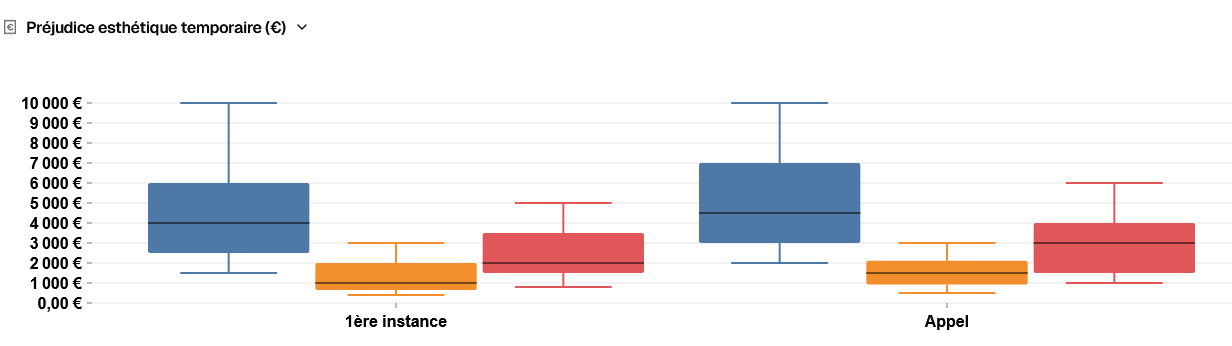 Préjudice esthétique temporaire (€)
10 000 €
9 000 €
8 000 €
7 000 €
6 000 €
5 000 €
4 000 €
3 000 €
2 000 €
1 000 €
0,00 €
1ère instance Appel